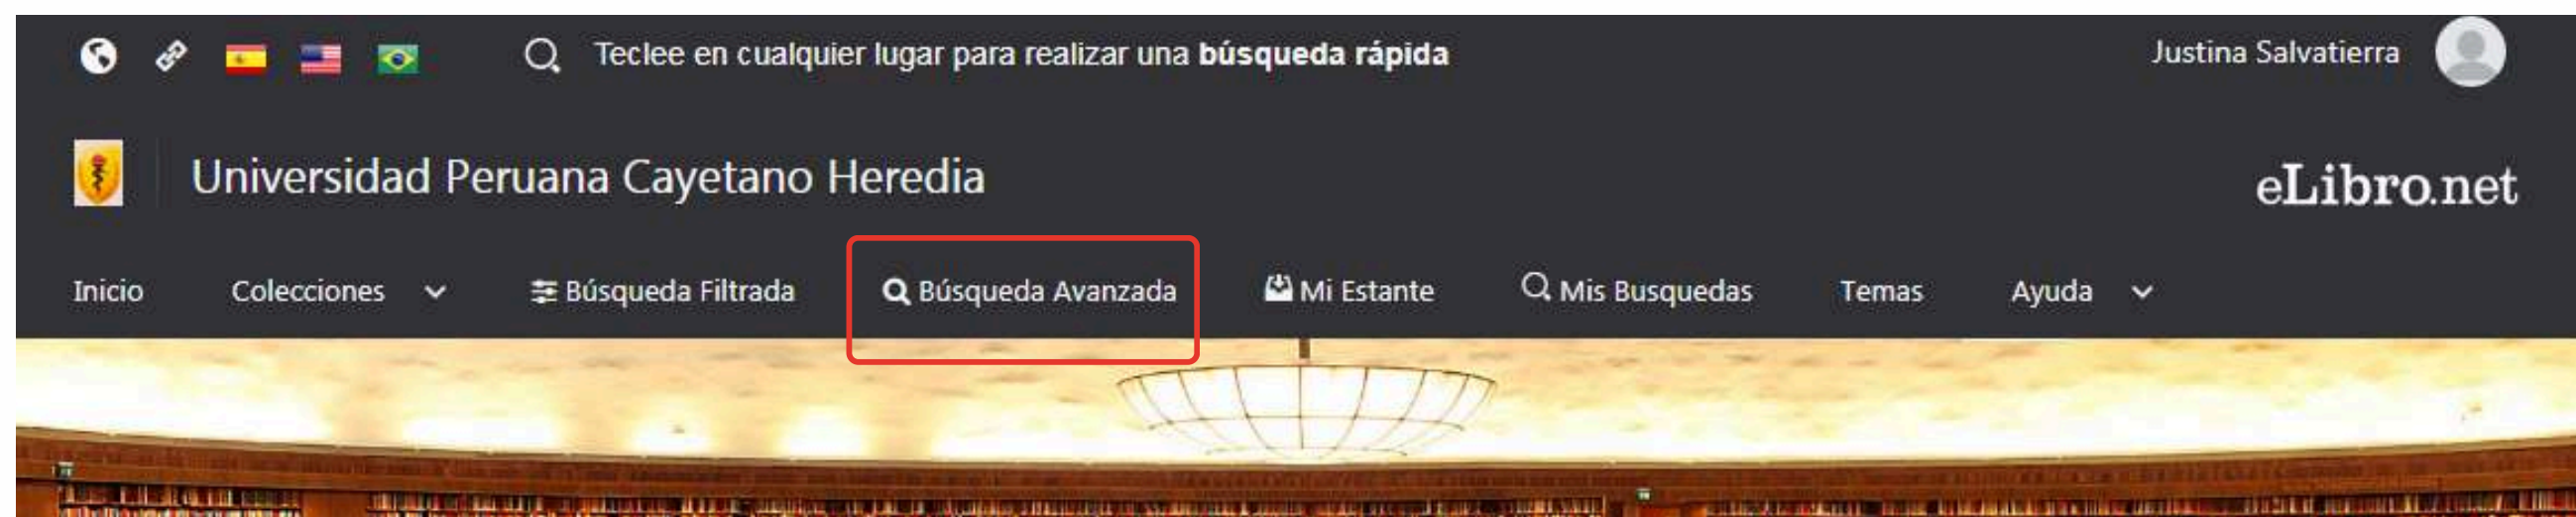 Teclee en cualquier lugar para realizar una búsqueda rápida
Justina Salvatierra
Universidad Peruana Cayetano Heredia
eLibro.net
Inicio Colecciones Búsqueda Filtrada Búsqueda Avanzada Mi Estante Mis Busquedas Temas Ayuda